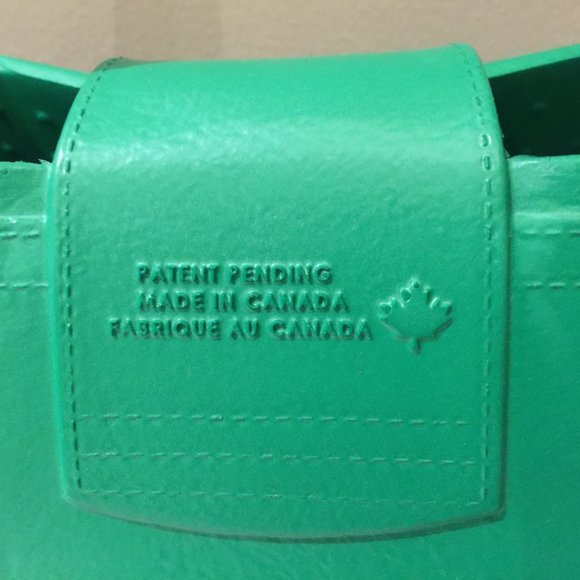 PATENT PENDING
MADE IN CANADA
FABRIQUE AU CANADA